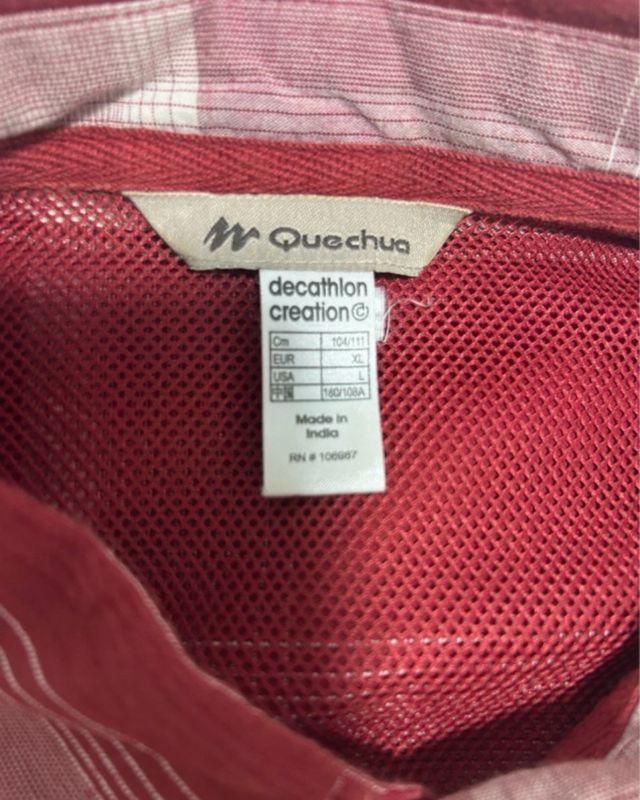 Quechua
decathlon
creation
Cm 104/111
EUR XL
USA L
中国 180/108A
Made in
India
RN # 106987